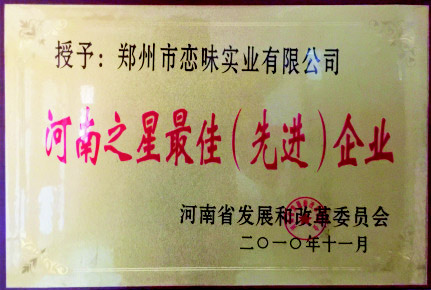 授予：郑州市恋味实业有限公司
河南之星最佳（先进）企业
河南省发展和改革委员会
二〇一〇年十一月